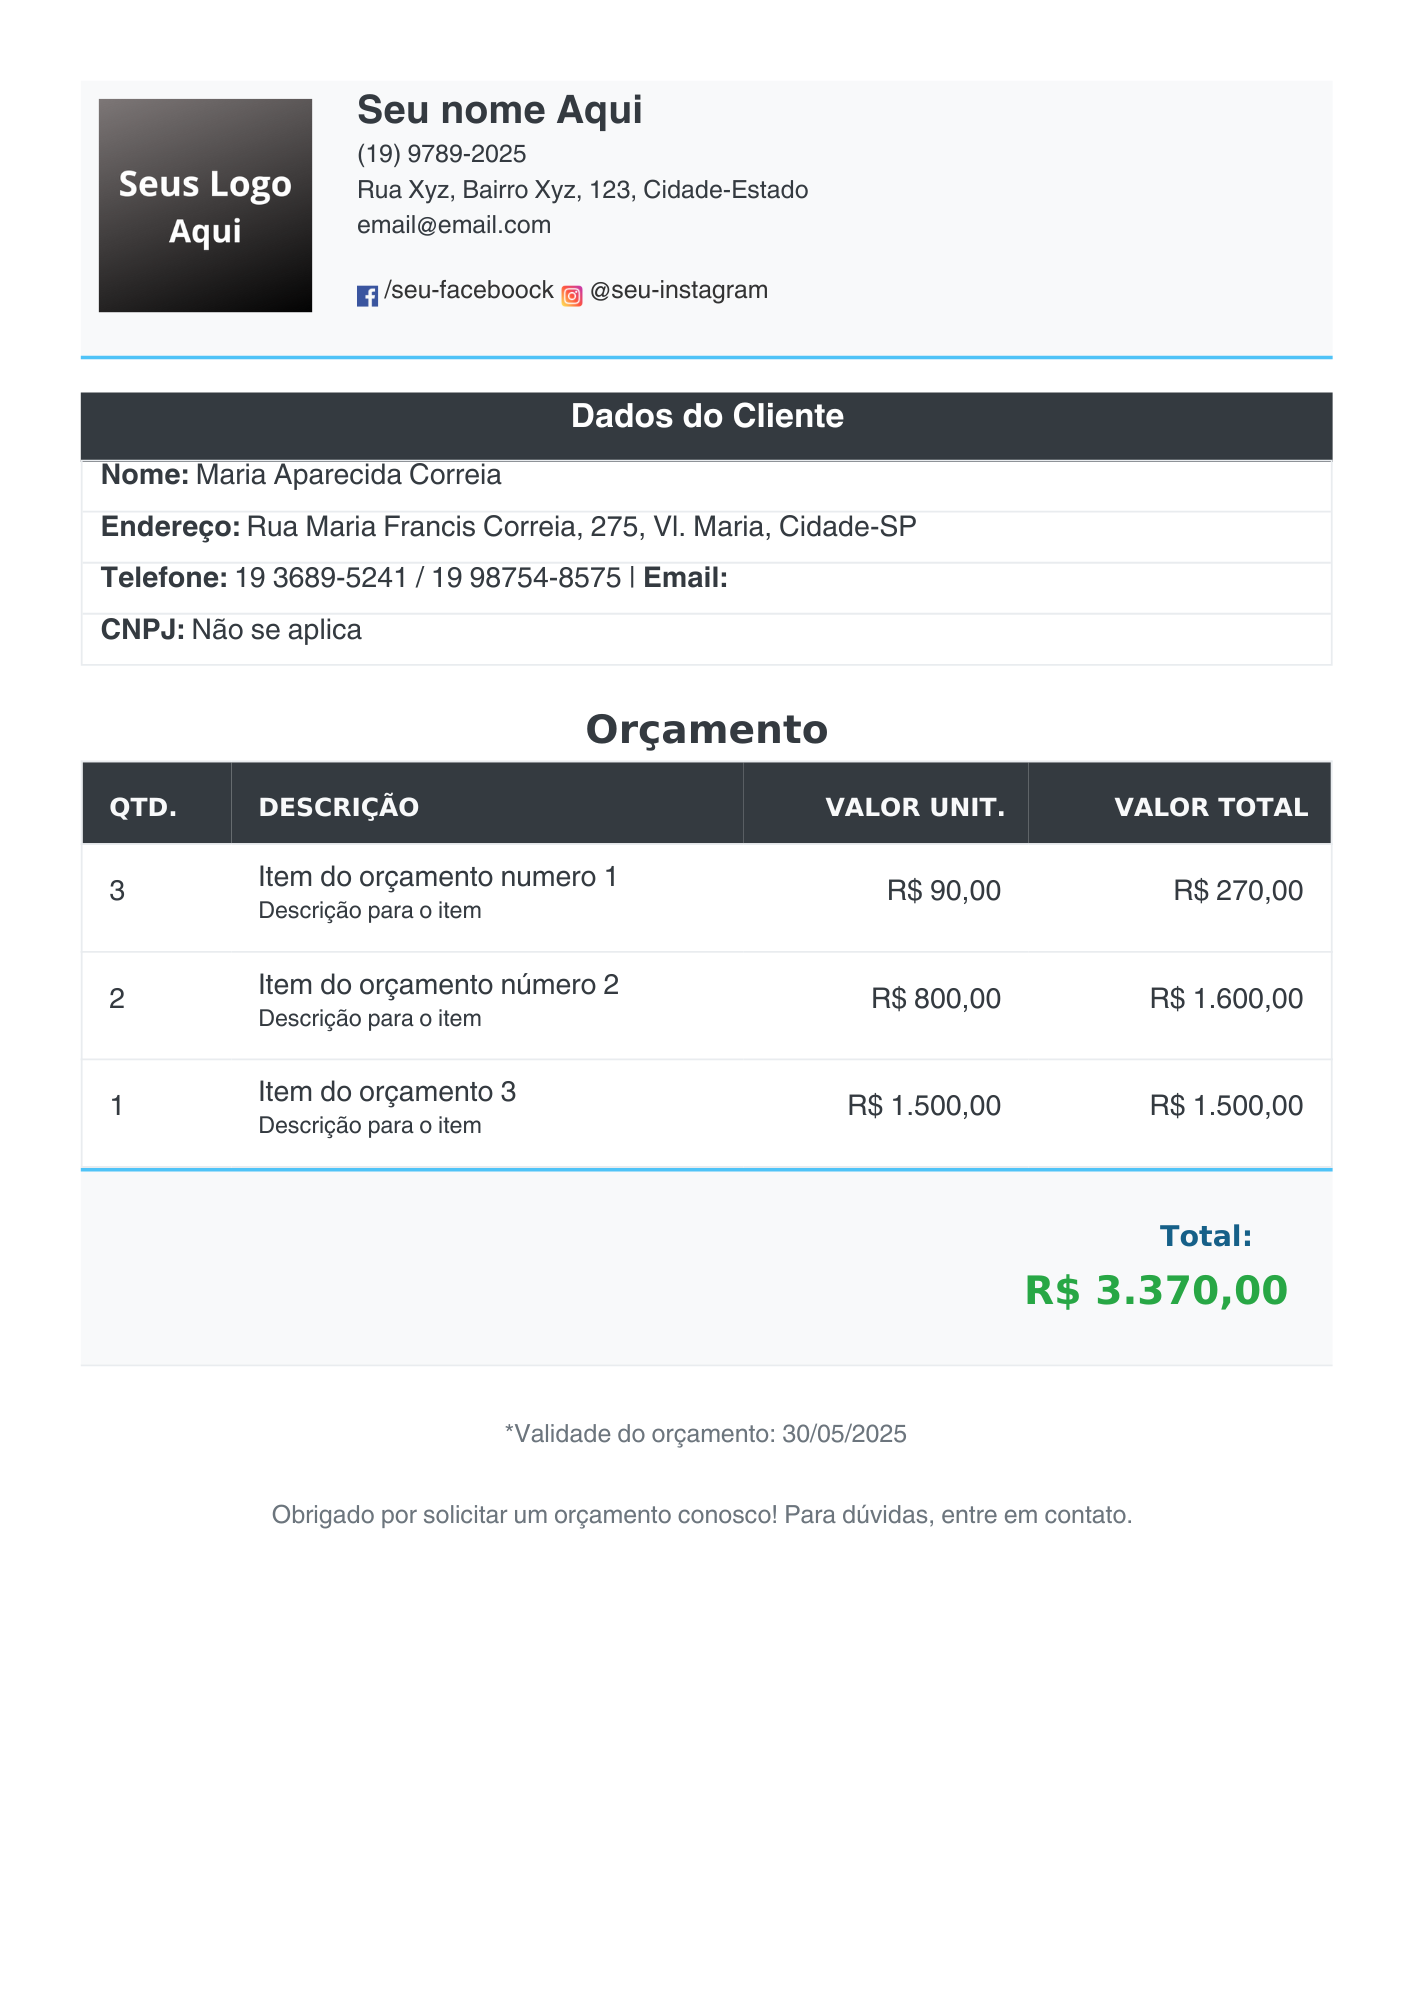 Seus Logo
Aqui
Seu nome Aqui
(19) 9789-2025
Rua Xyz, Bairro Xyz, 123, Cidade-Estado
email@email.com
/seu-faceboock @seu-instagram
Dados do Cliente
Nome: Maria Aparecida Correia
Endereço: Rua Maria Francis Correia, 275, Vl. Maria, Cidade-SP
Telefone: 19 3689-5241 / 19 98754-8575 | Email:
CNPJ: Não se aplica
Orçamento
QTD. DESCRIÇÃO VALOR UNIT. VALOR TOTAL
3 Item do orçamento numero 1 R$ 90,00 R$ 270,00
Descrição para o item
2 Item do orçamento número 2 R$ 800,00 R$ 1.600,00
Descrição para o item
1 Item do orçamento 3 R$ 1.500,00 R$ 1.500,00
Descrição para o item
Total:
R$ 3.370,00
*Validade do orçamento: 30/05/2025
Obrigado por solicitar um orçamento conosco! Para dúvidas, entre em contato.